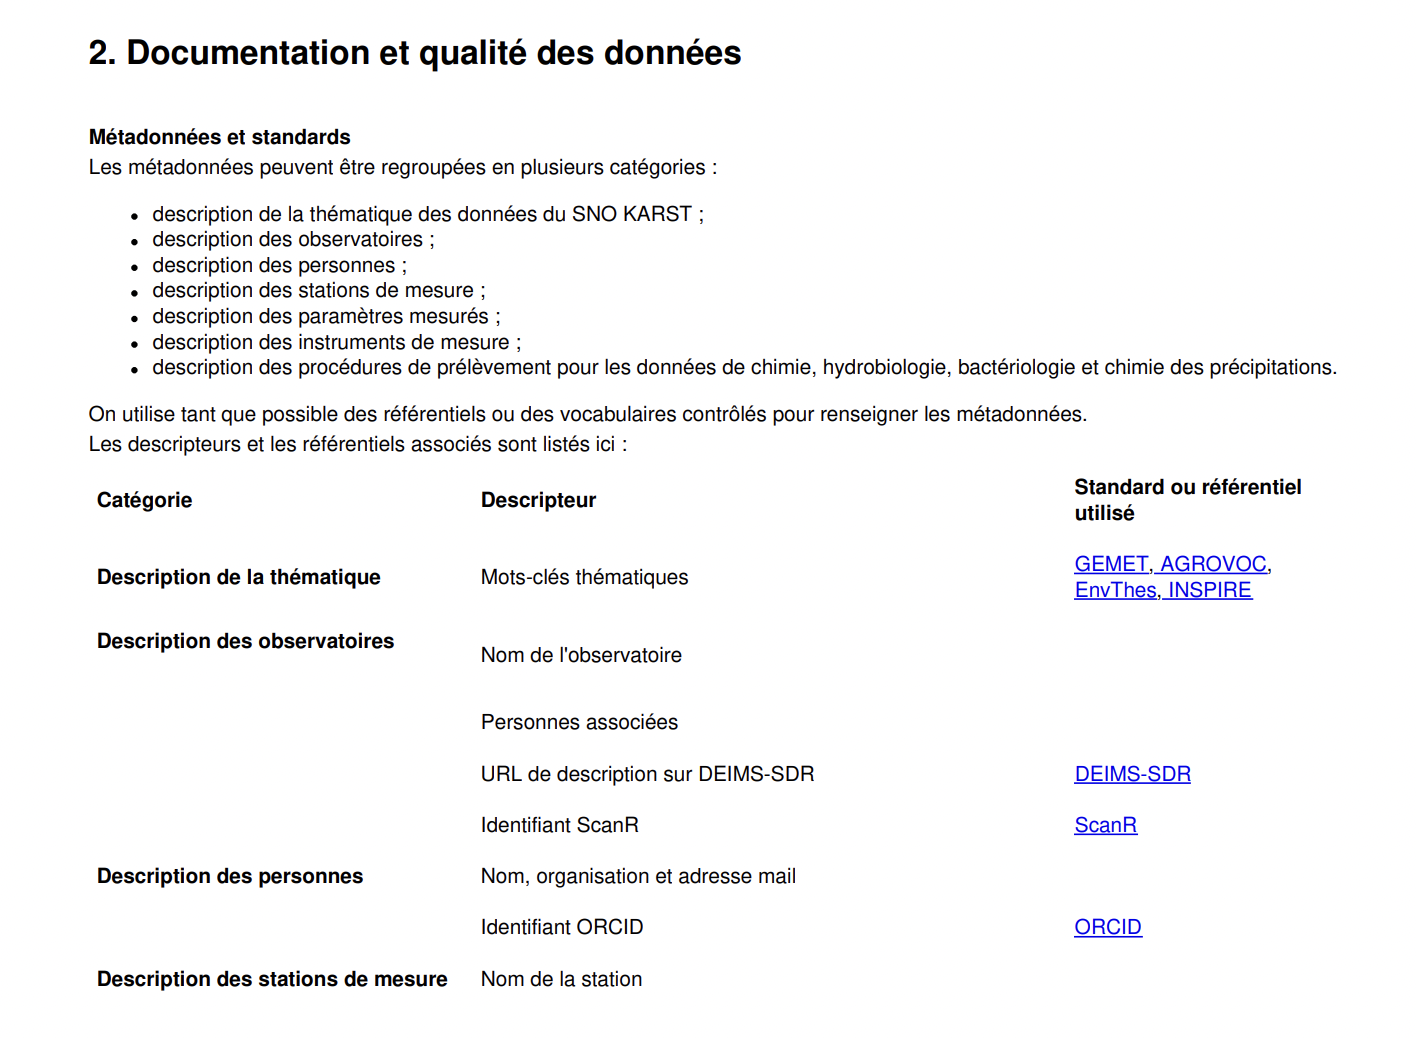 2. Documentation et qualité des données
Métadonnées et standards
Les métadonnées peuvent être regroupées en plusieurs catégories :
• description de la thématique des données du SNO KARST ;
• description des observatoires ;
• description des personnes ;
• description des stations de mesure ;
• description des paramètres mesurés ;
• description des instruments de mesure ;
• description des procédures de prélèvement pour les données de chimie, hydrobiologie, bactériologie et chimie des précipitations.
On utilise tant que possible des référentiels ou des vocabulaires contrôlés pour renseigner les métadonnées.
Les descripteurs et les référentiels associés sont listés ici :
Catégorie Descripteur Standard ou référentiel
utilisé
Description de la thématique Mots-clés thématiques GEMET, AGROVOC,
EnvThes, INSPIRE
Description des observatoires
Nom de l'observatoire
Personnes associées
URL de description sur DEIMS-SDR DEIMS-SDR
Identifiant ScanR ScanR
Description des personnes Nom, organisation et adresse mail
Identifiant ORCID ORCID
Description des stations de mesure Nom de la station